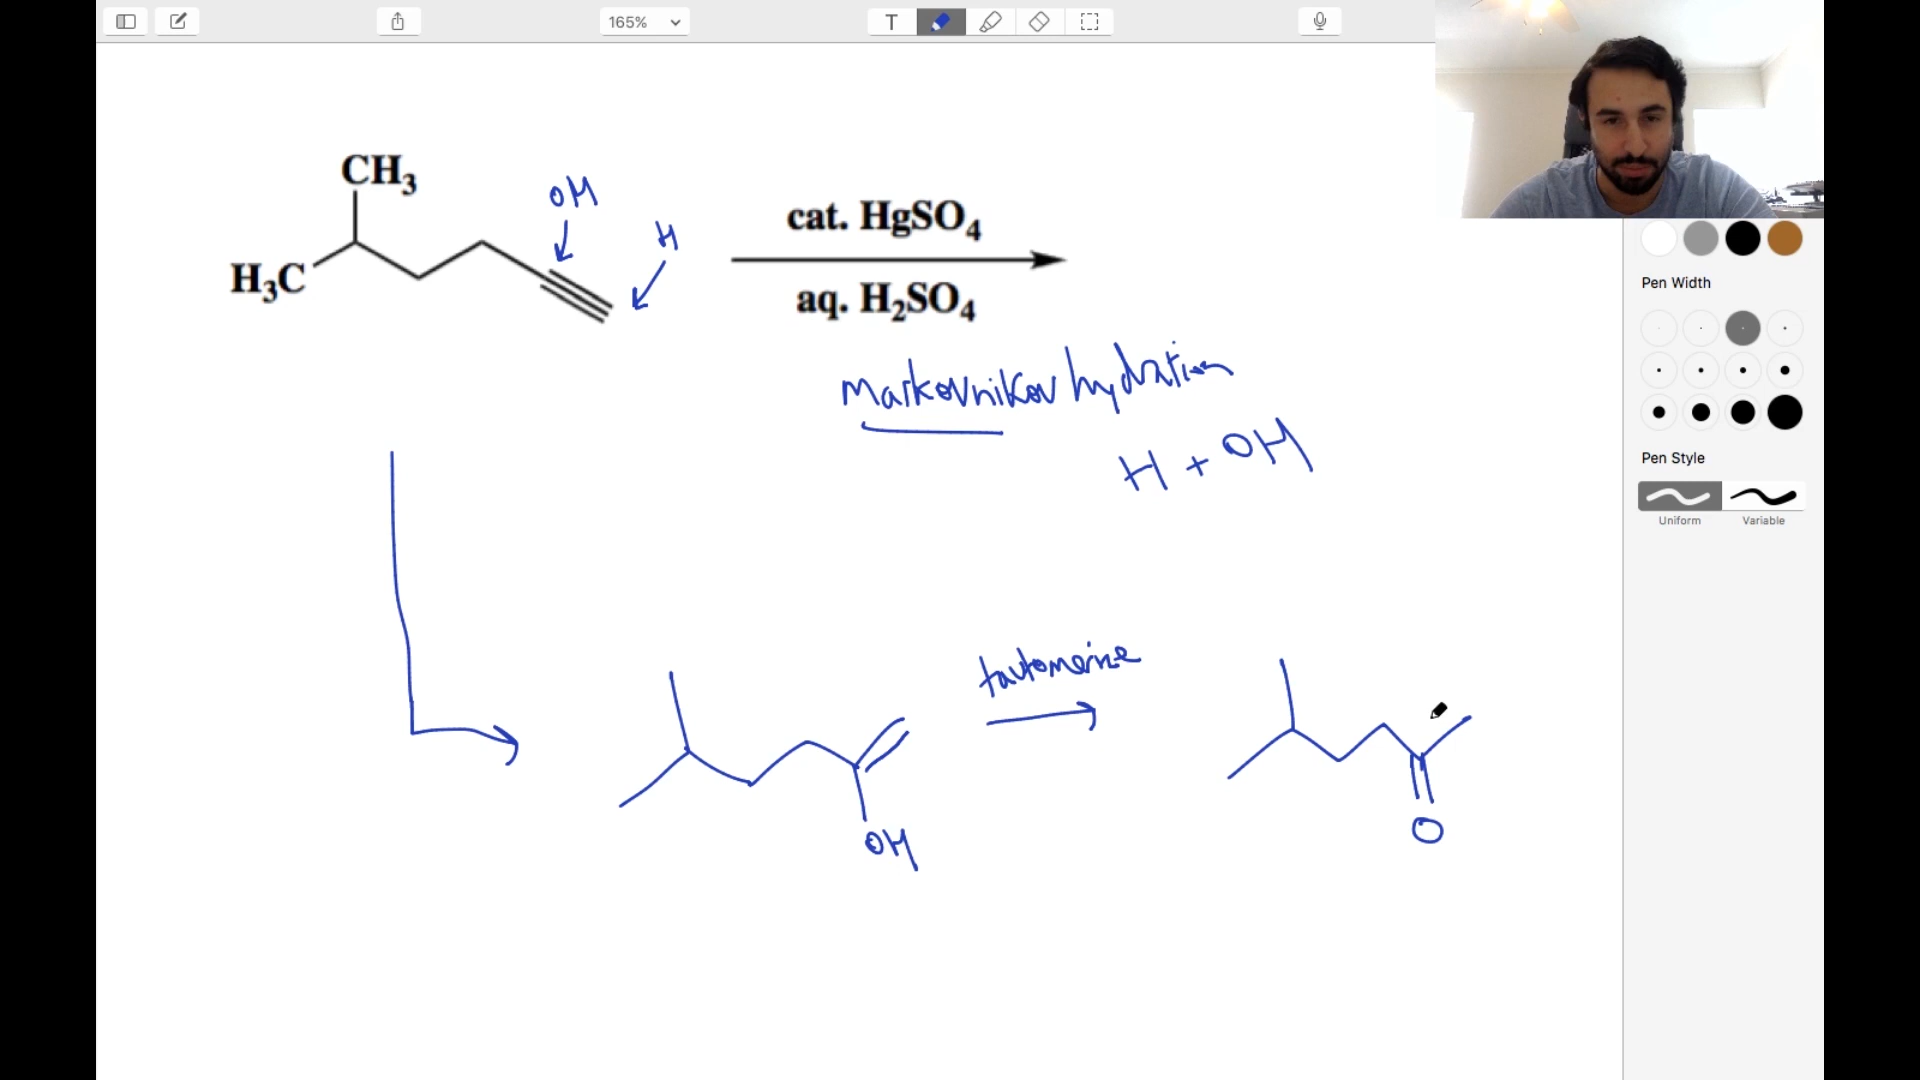 165%
T
CH3
OH
H
H3C
cat. HgSO4
aq. H2SO4
Markovnikov hydration
H + OH
tautomerize
OH
O
Pen Width
Pen Style
Uniform
Variable